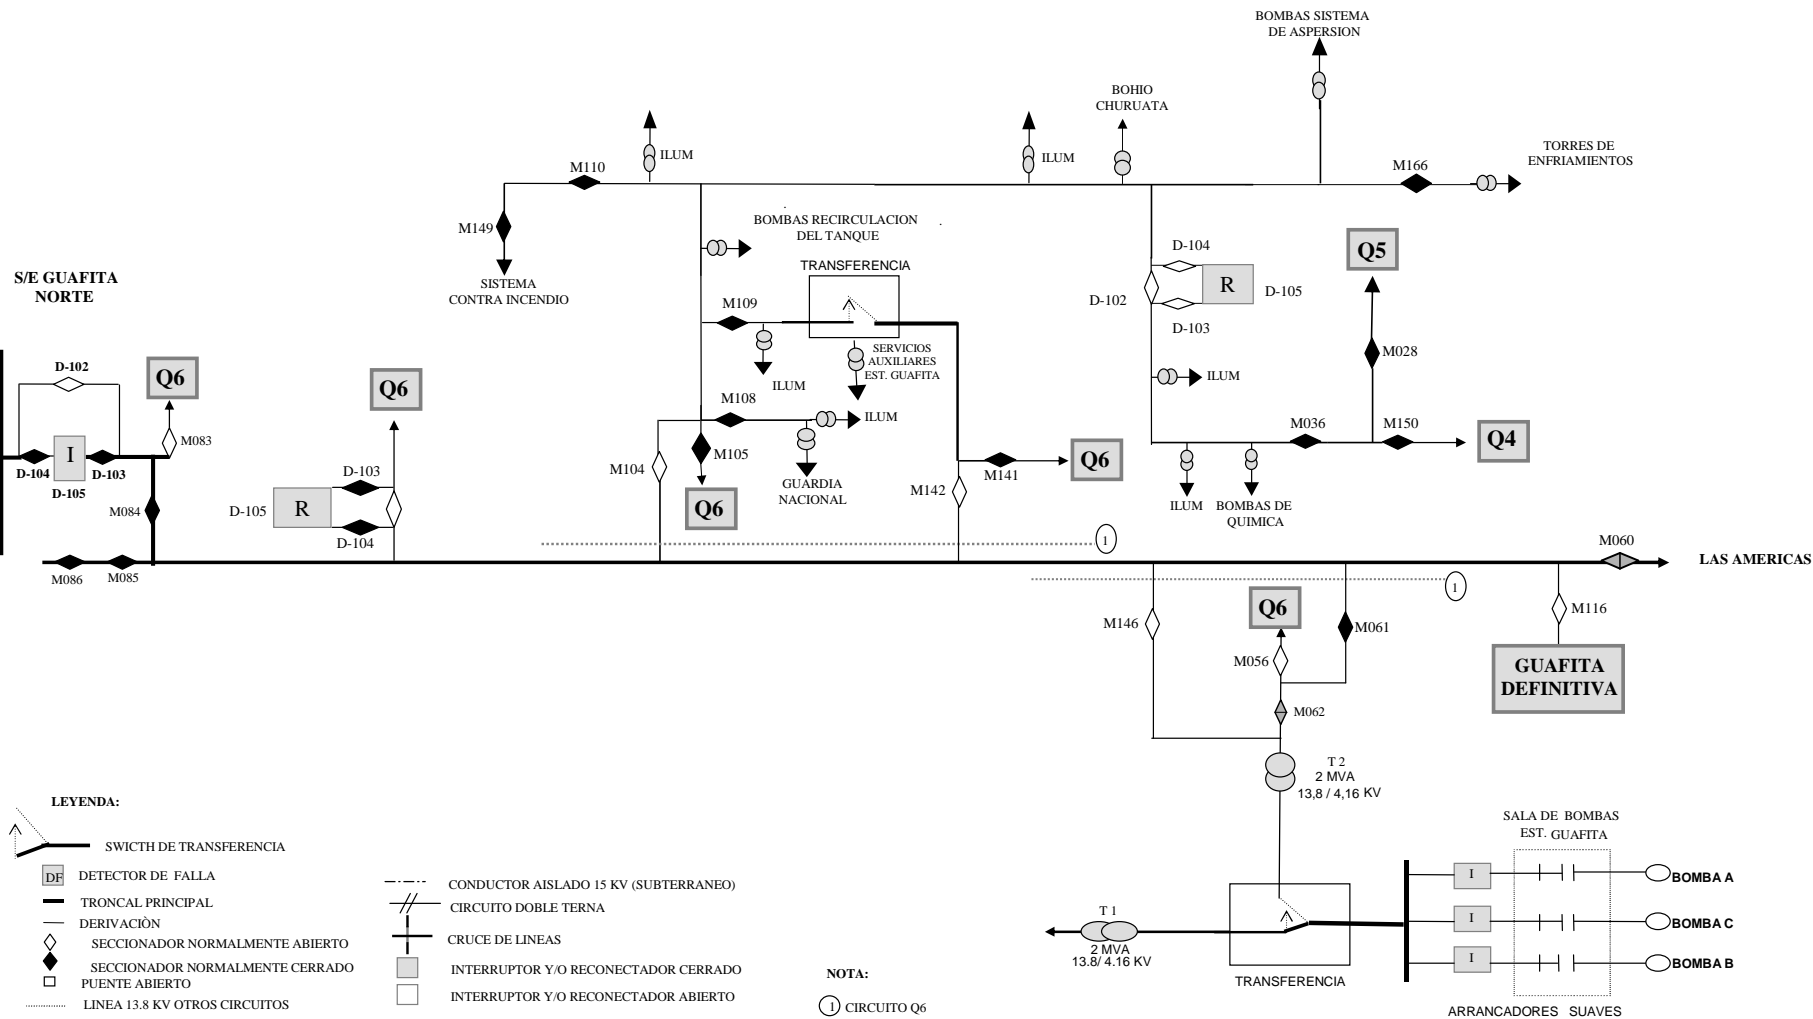 BOMBAS SISTEMA
DE ASPERSION
BOHIO
CHURUATA
ILUM
ILUM
TORRES DE
ENFRIAMIENTOS
M110
M166
M149
BOMBAS RECIRCULACION
DEL TANQUE
TRANSFERENCIA
SISTEMA
CONTRA INCENDIO
S/E GUAFITA
NORTE
D-104
R
D-102
D-105
D-103
Q5
M109
SERVICIOS
AUXILIARES
EST. GUAFITA
ILUM
M028
ILUM
D-102
Q6
Q6
M108
ILUM
M036
M150
Q4
M083
I
D-104
D-103
D-105
M104
M105
GUARDIA
NACIONAL
Q6
M141
Q6
M142
ILUM
BOMBAS DE
QUIMICA
D-103
D-105
R
D-104
M084
1
M060
LAS AMERICAS
M086
M085
1
M146
Q6
M061
M116
M056
GUAFITA
DEFINITIVA
M062
T 2
2 MVA
13,8 / 4,16 KV
LEYENDA:
SWICTH DE TRANSFERENCIA
DF
DETECTOR DE FALLA
TRONCAL PRINCIPAL
DERIVACIÒN
SECCIONADOR NORMALMENTE ABIERTO
SECCIONADOR NORMALMENTE CERRADO
PUENTE ABIERTO
LINEA 13.8 KV OTROS CIRCUITOS
CONDUCTOR AISLADO 15 KV (SUBTERRANEO)
CIRCUITO DOBLE TERNA
CRUCE DE LINEAS
INTERRUPTOR Y/O RECONECTADOR CERRADO
INTERRUPTOR Y/O RECONECTADOR ABIERTO
NOTA:
1 CIRCUITO Q6
T 1
2 MVA
13.8/ 4.16 KV
TRANSFERENCIA
SALA DE BOMBAS
EST. GUAFITA
I
BOMBA A
I
BOMBA C
I
BOMBA B
ARRANCADORES SUAVES